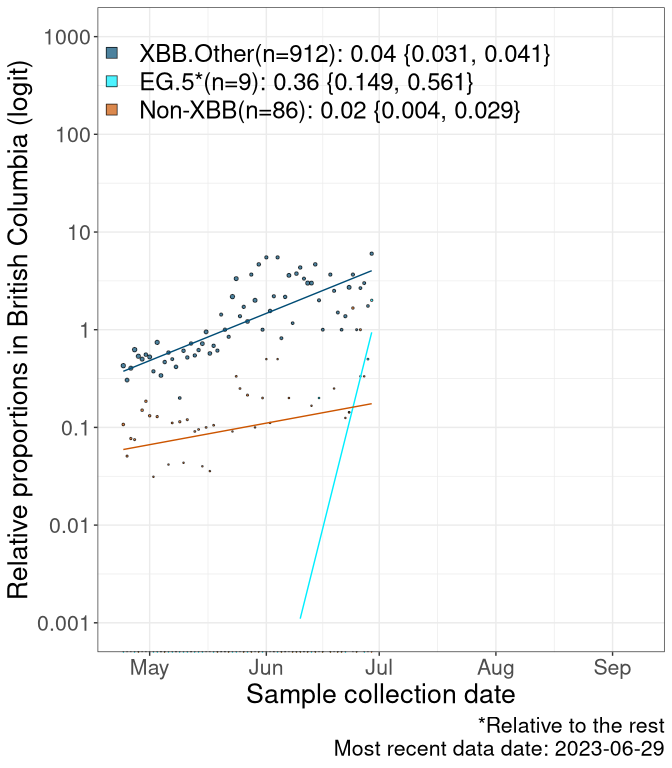 XBB.Other(n=912): 0.04 {0.031, 0.041}
EG.5*(n=9): 0.36 {0.149, 0.561}
Non-XBB(n=86): 0.02 {0.004, 0.029}
Relative proportions in British Columbia (logit)
1000
100
10
1
0.1
0.01
0.001
May Jun Jul Aug Sep
Sample collection date
*Relative to the rest
Most recent data date: 2023-06-29